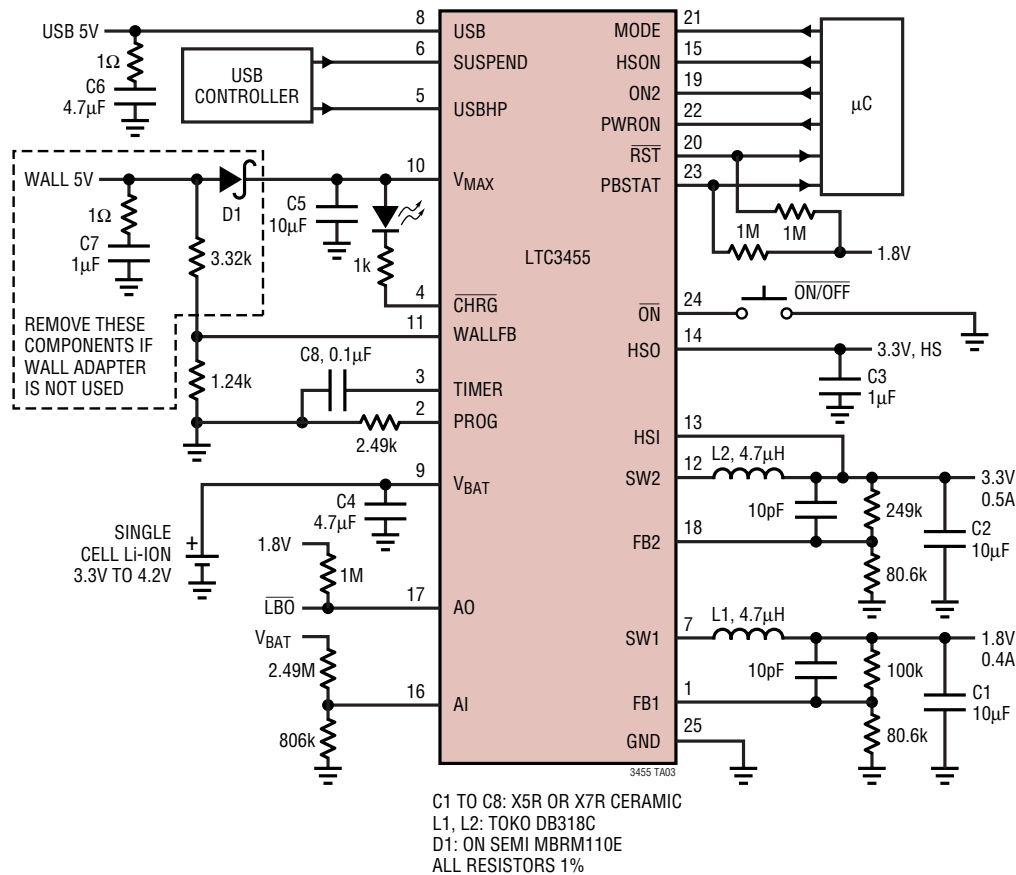 USB 5V
1Ω
C6
4.7µF
USB
CONTROLLER
8
USB
6
SUSPEND
5
USBHP
WALL 5V
1Ω
C7
1µF
D1
3.32k
C5
10µF
1k
10
VMAX
4
CHRG
11
WALLFB
REMOVE THESE
COMPONENTS IF
WALL ADAPTER
IS NOT USED
1.24k
C8, 0.1µF
3
TIMER
2
PROG
2.49k
9
VBAT
C4
4.7µF
SINGLE
CELL Li-ION
3.3V TO 4.2V
+
1.8V
1M
LBO
17
AO
VBAT
2.49M
16
AI
806k
LTC3455
MODE
21
HSON
15
ON2
19
PWRON
22
RST
20
PBSTAT
23
µC
1M
1M
1.8V
ON
24
ON/OFF
HSO
14
3.3V, HS
C3
1µF
HSI
13
SW2
12
L2, 4.7µH
3.3V
0.5A
10pF
249k
C2
10µF
FB2
18
80.6k
SW1
7
L1, 4.7µH
1.8V
0.4A
10pF
100k
C1
10µF
FB1
1
80.6k
GND
25
3455 TA03
C1 TO C8: X5R OR X7R CERAMIC
L1, L2: TOKO DB318C
D1: ON SEMI MBRM110E
ALL RESISTORS 1%